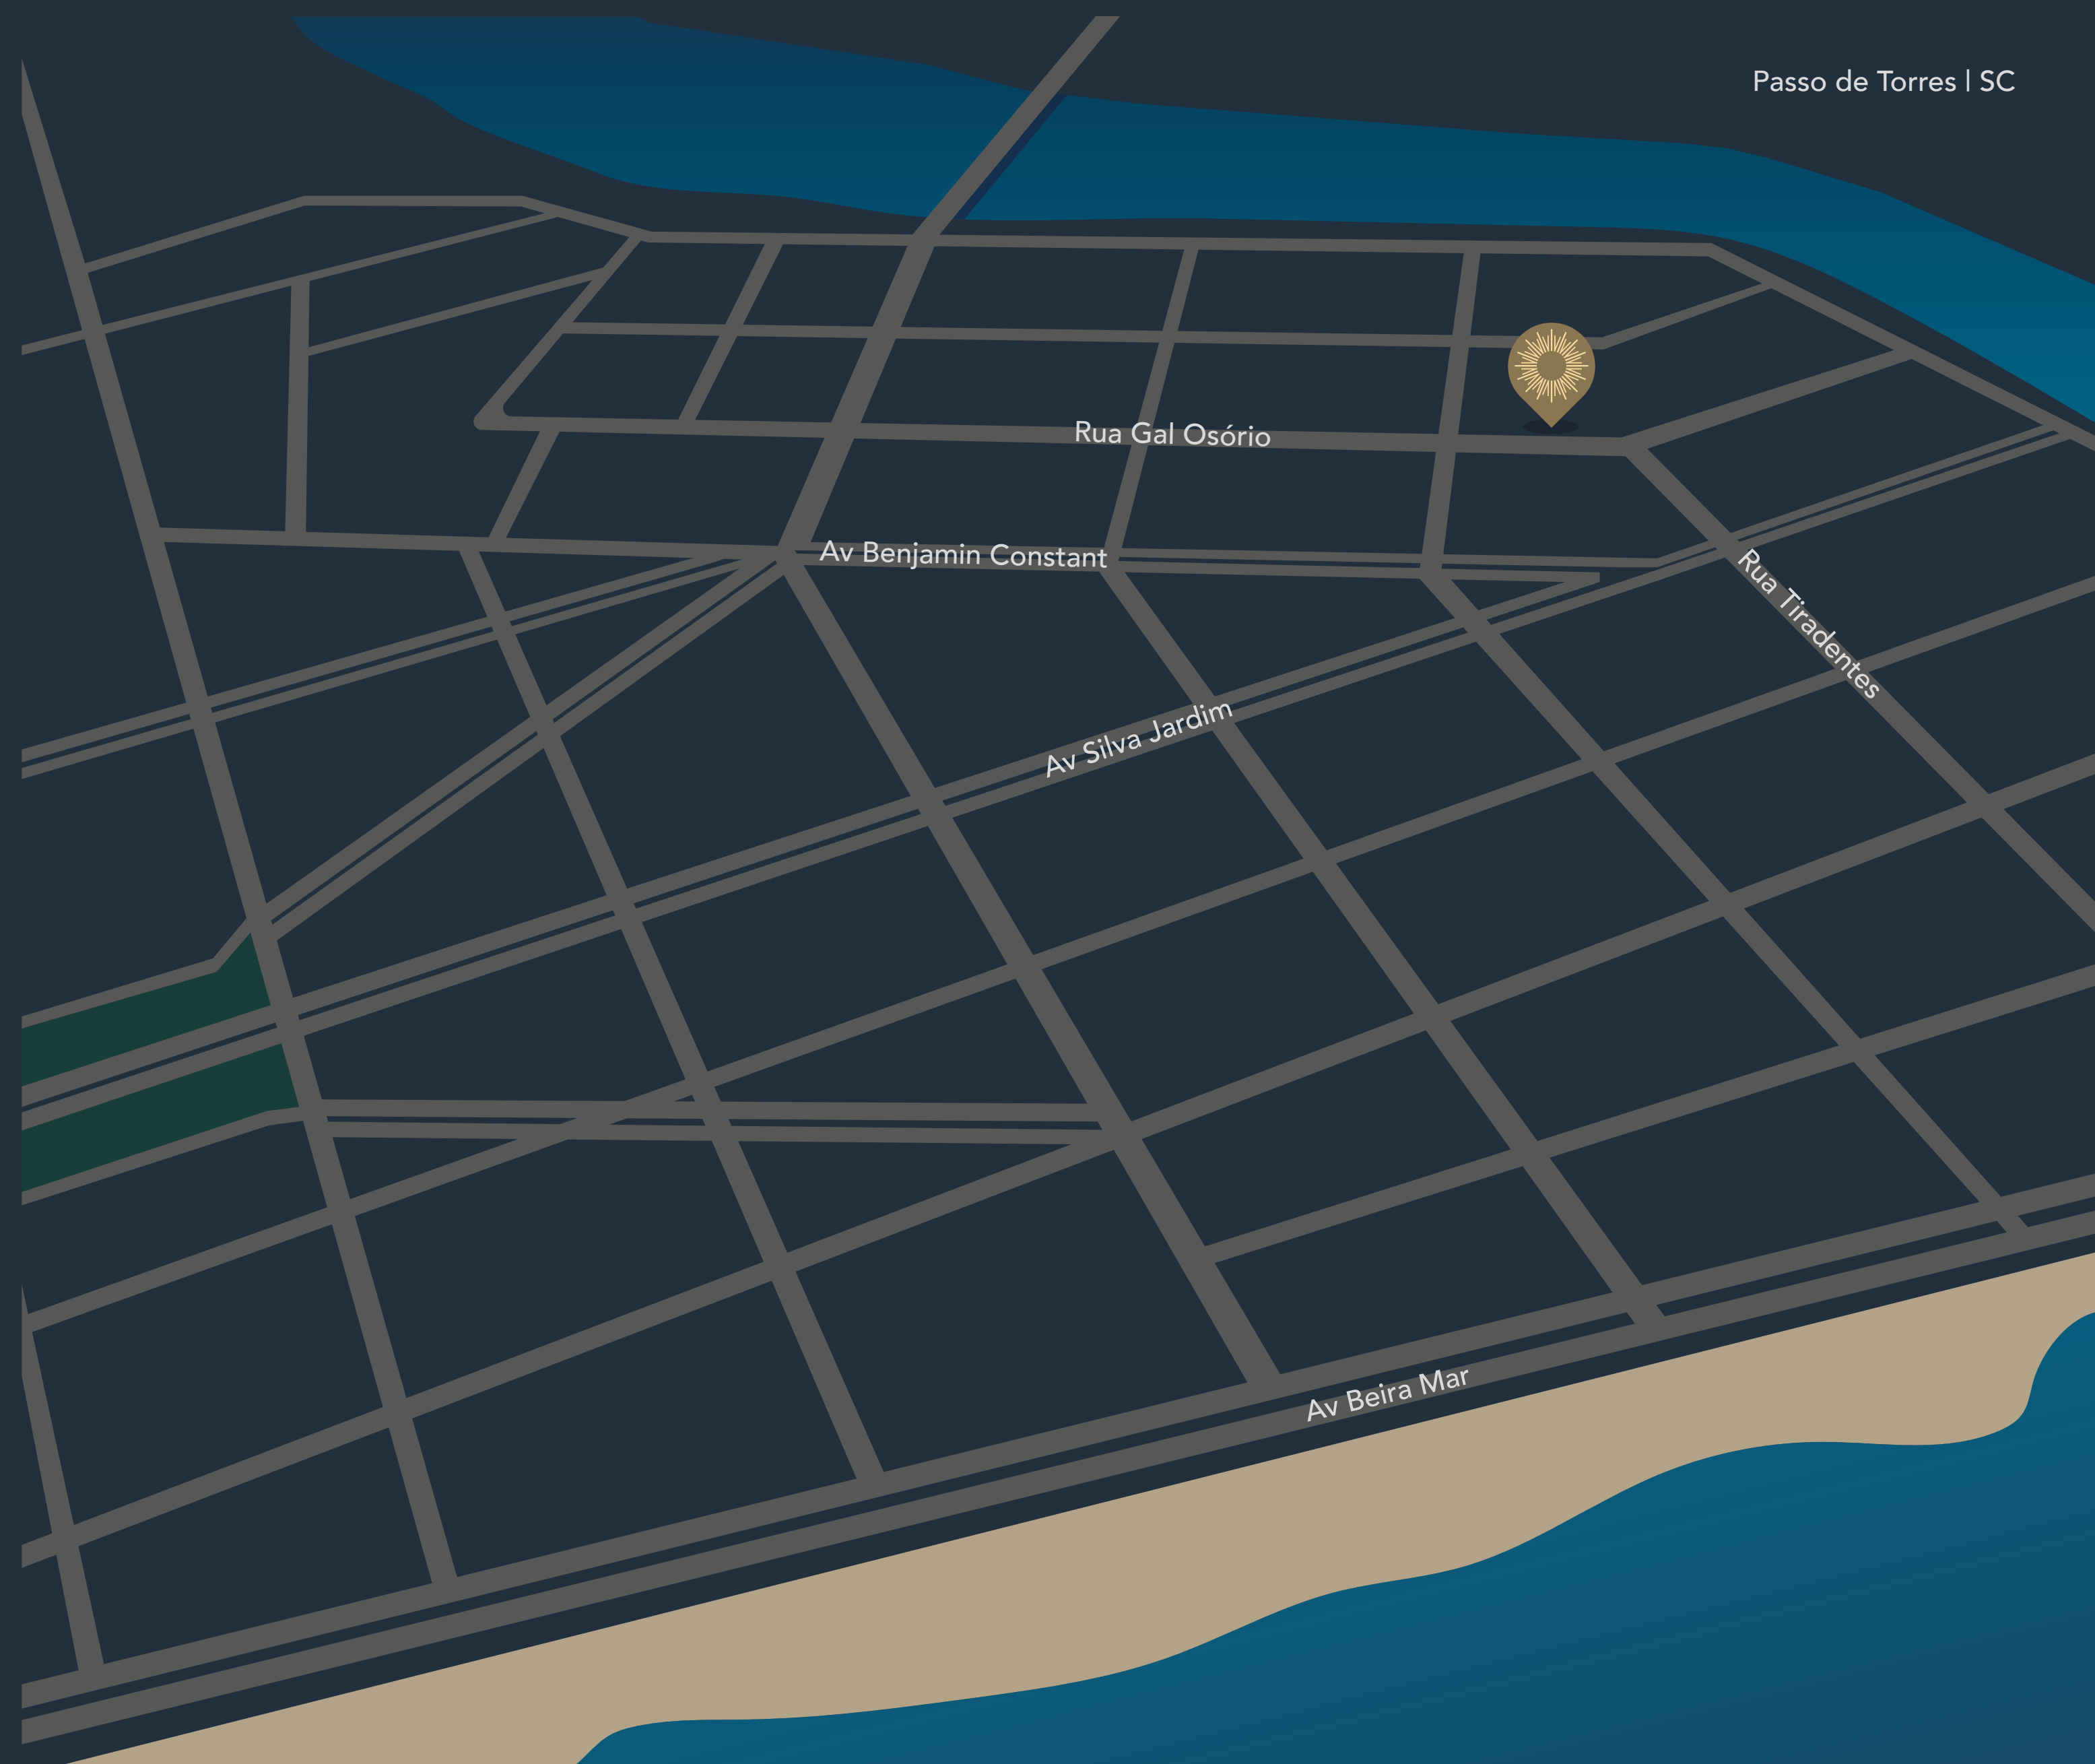 Passo de Torres | SC
Rua Gal Osório
Av Benjamin Constant
Rua Tiradentes
Av Silva Jardim
Av Beira Mar